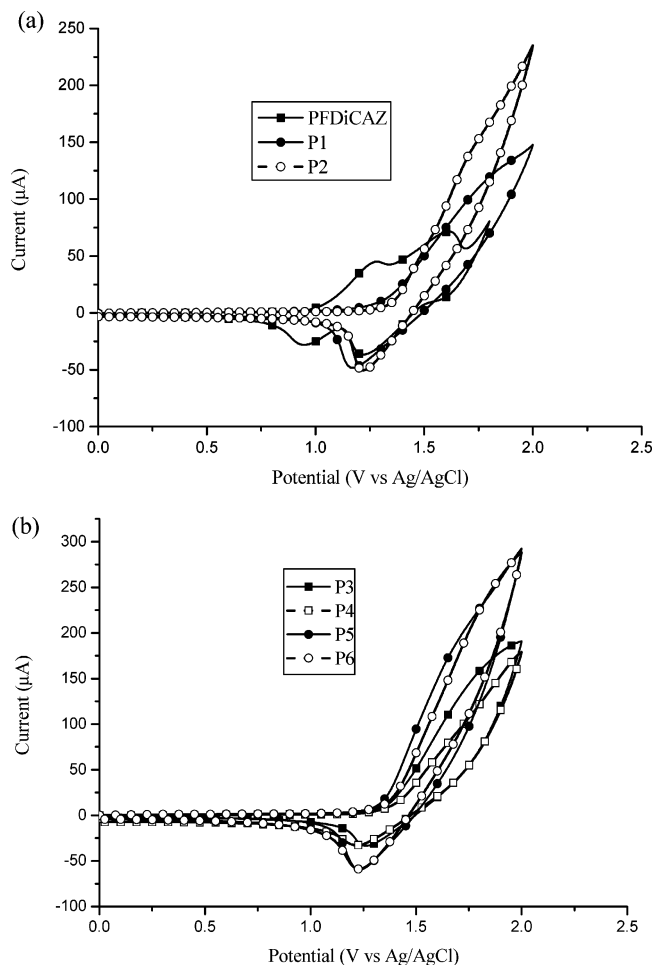 (a)
250
200
150
100
50
0
-50
-100
Current (μA)
PFDiCAZ
P1
P2
0.0 0.5 1.0 1.5 2.0 2.5
Potential (V vs Ag/AgCl)
(b)
300
250
200
150
100
50
0
-50
-100
Current (μA)
P3
P4
P5
P6
0.0 0.5 1.0 1.5 2.0 2.5
Potential (V vs Ag/AgCl)